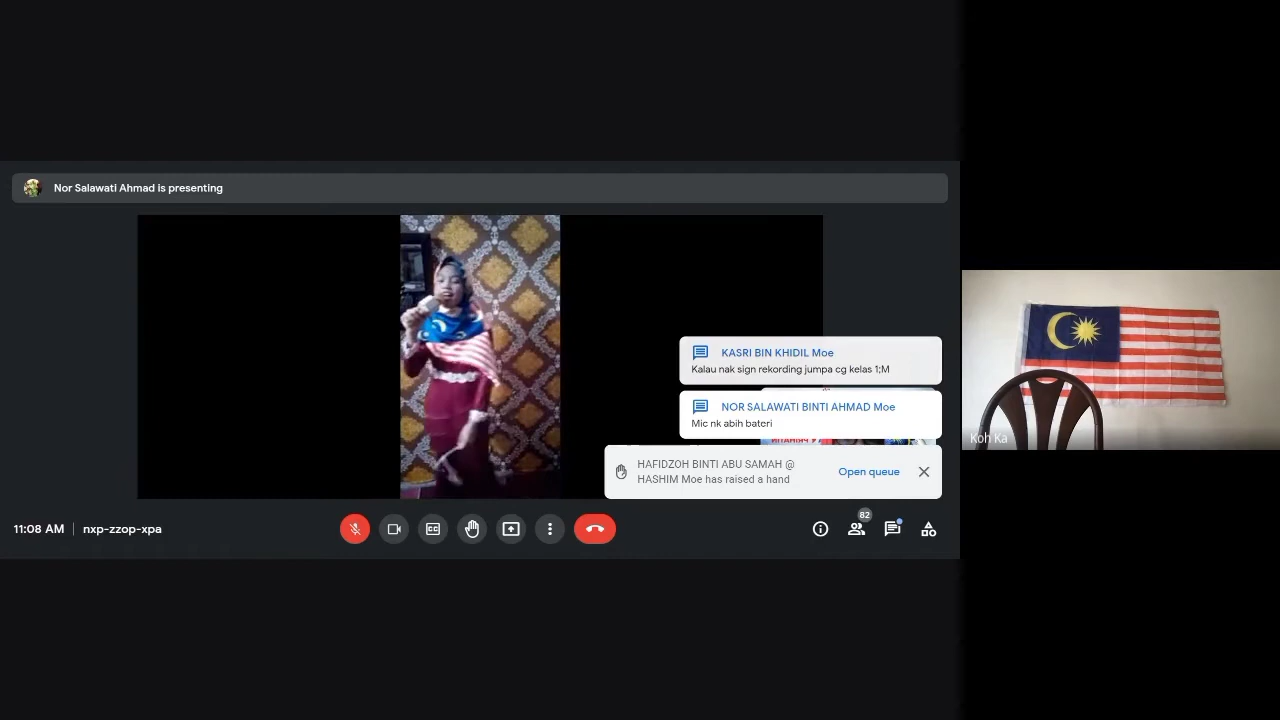 Nor Salawati Ahmad is presenting
KASRI BIN KHIDIL Moe
Kalau nak sign rekording jumpa cg kelas 1;M
NOR SALAWATI BINTI AHMAD Moe
Mic nk abih bateri
HAFIDZOH BINTI ABU SAMAH @
HASHIM Moe has raised a hand
Open queue
Koh Ka
11:08 AM | nxp-zzop-xpa
CC
82